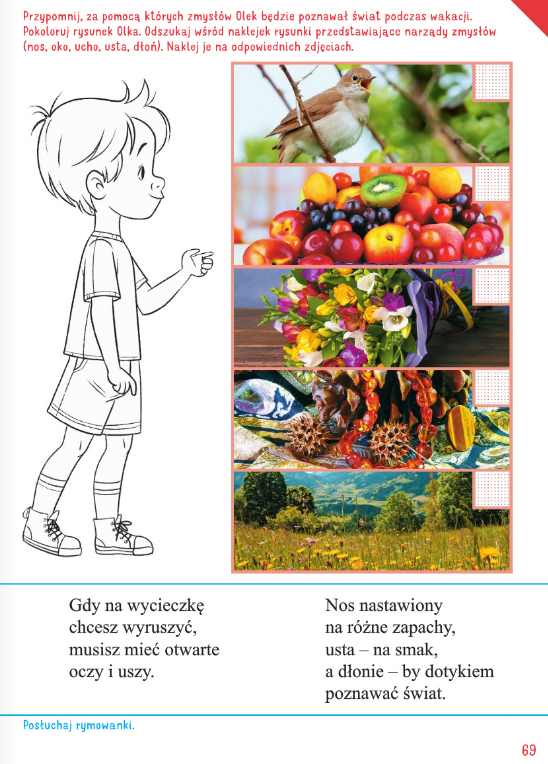 Przypomnij, za pomocą których zmysłów Olek będzie poznawał świat podczas wakacji.
Pokoloruj rysunek Olka. Odszukaj wśród naklejek rysunki przedstawiające narządy zmysłów
(nos, oko, ucho, usta, dłoń). Naklej je na odpowiednich zdjęciach.
Gdy na wycieczkę
chcesz wyruszyć,
musisz mieć otwarte
oczy i uszy.
Nos nastawiony
na różne zapachy,
usta – na smak,
a dłonie – by dotykiem
poznawać świat.
Posłuchaj rymowanki.
69